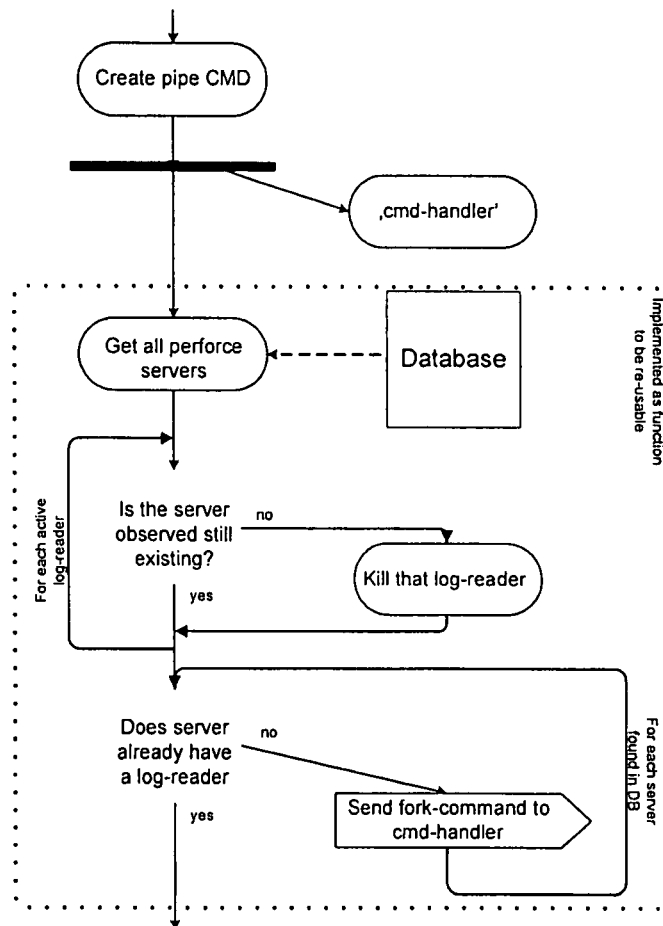 Create pipe CMD
‚cmd-handler’
Get all perforce
servers
Database
Implemented as function
to be re-usable
For each active
log-reader
Is the server
observed still
existing?
no
Kill that log-reader
yes
Does server
already have
a log-reader
no
For each server
found in DB
Send fork-command to
cmd-handler
yes